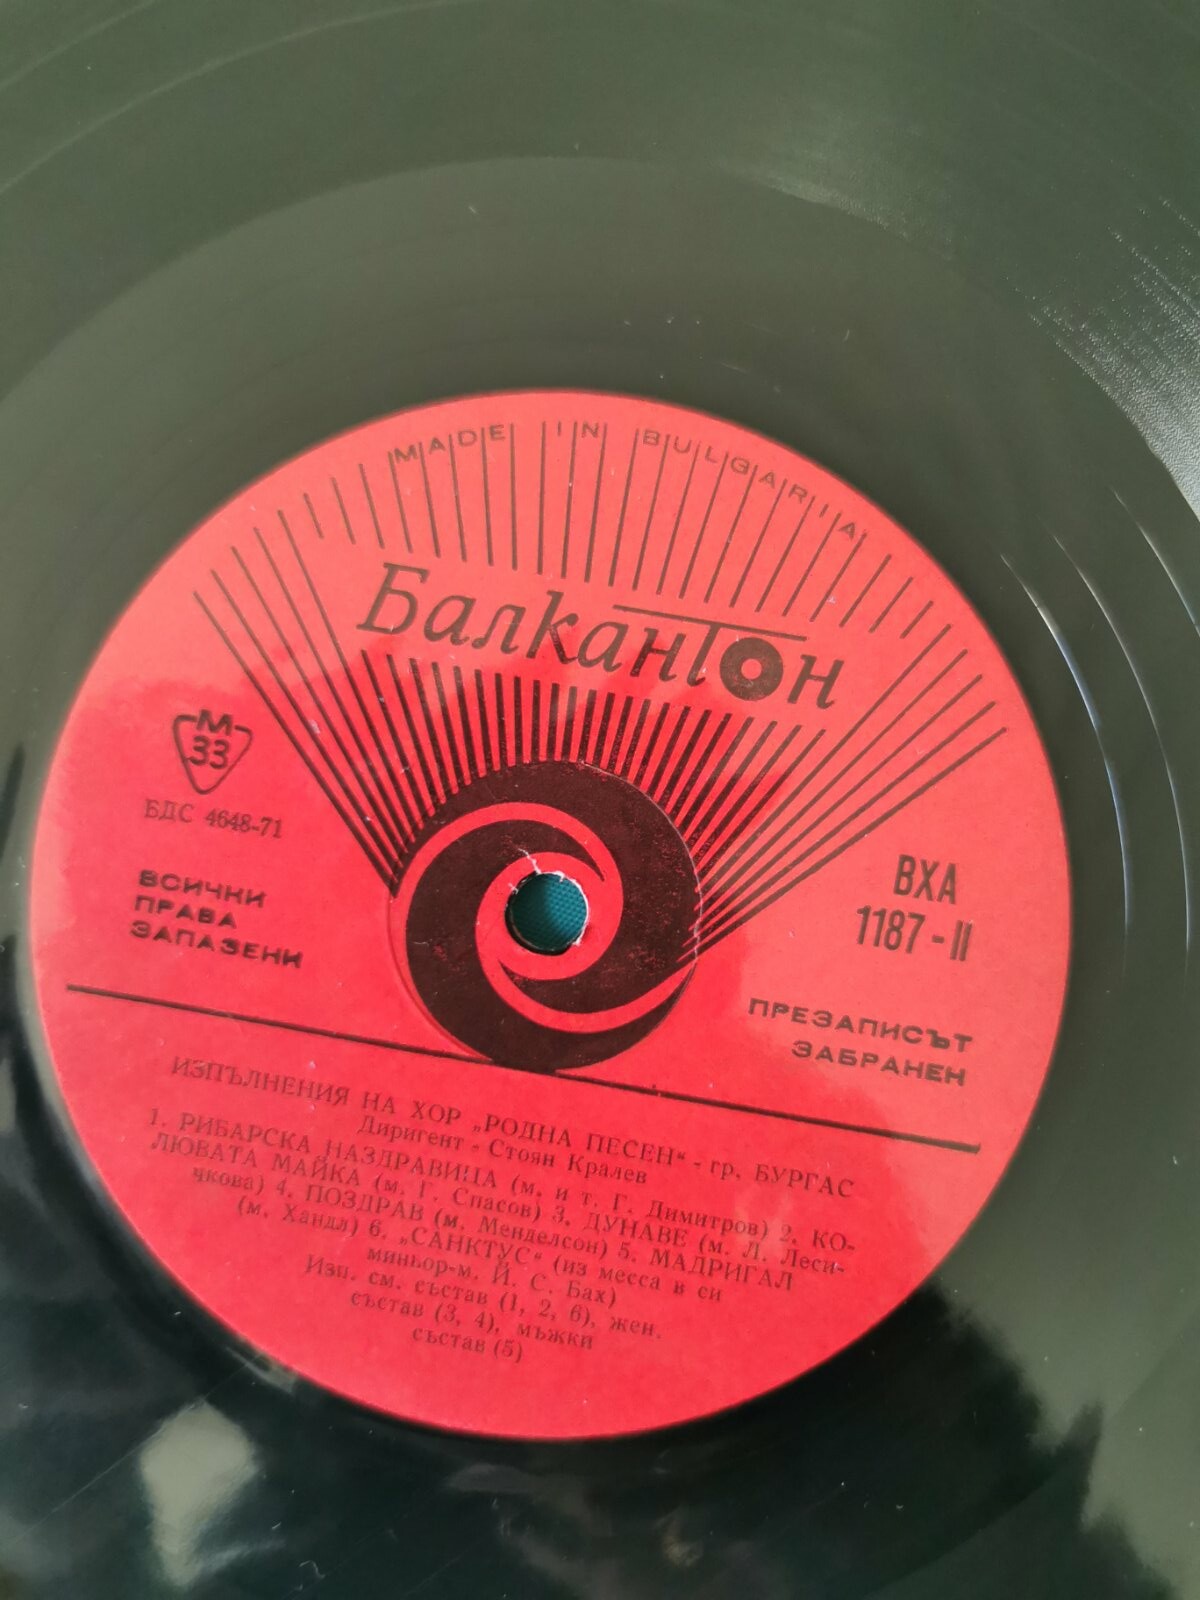 MADE IN BULGARIA
Балкантон
М
33
БДС 4648-71
ВСИЧКИ
ПРАВА
ЗАПАЗЕНИ
ВХА
1187 - II
ПРЕЗАПИСЪТ
ЗАБРАНЕН
ИЗПЪЛНЕНИЯ НА ХОР „РОДНА ПЕСЕН“ - гр. БУРГАС
Диригент - Стоян Кралев
1. РИБАРСКА НАЗДРАВИЦА (м. и т. Г. Димитров) 2. КО-
ЛЮВАТА МАЙКА (м. Г. Спасов) 3. ДУНАВЕ (м. Л. Леси-
чкова) 4. ПОЗДРАВ (м. Менделсон) 5. МАДРИГАЛ
(м. Хандл) 6. „САНКТУС“ (из месса в си
миньор-м. Й. С. Бах)
Изп. см. състав (1, 2, 6), жен.
състав (3, 4), мъжки
състав (5)